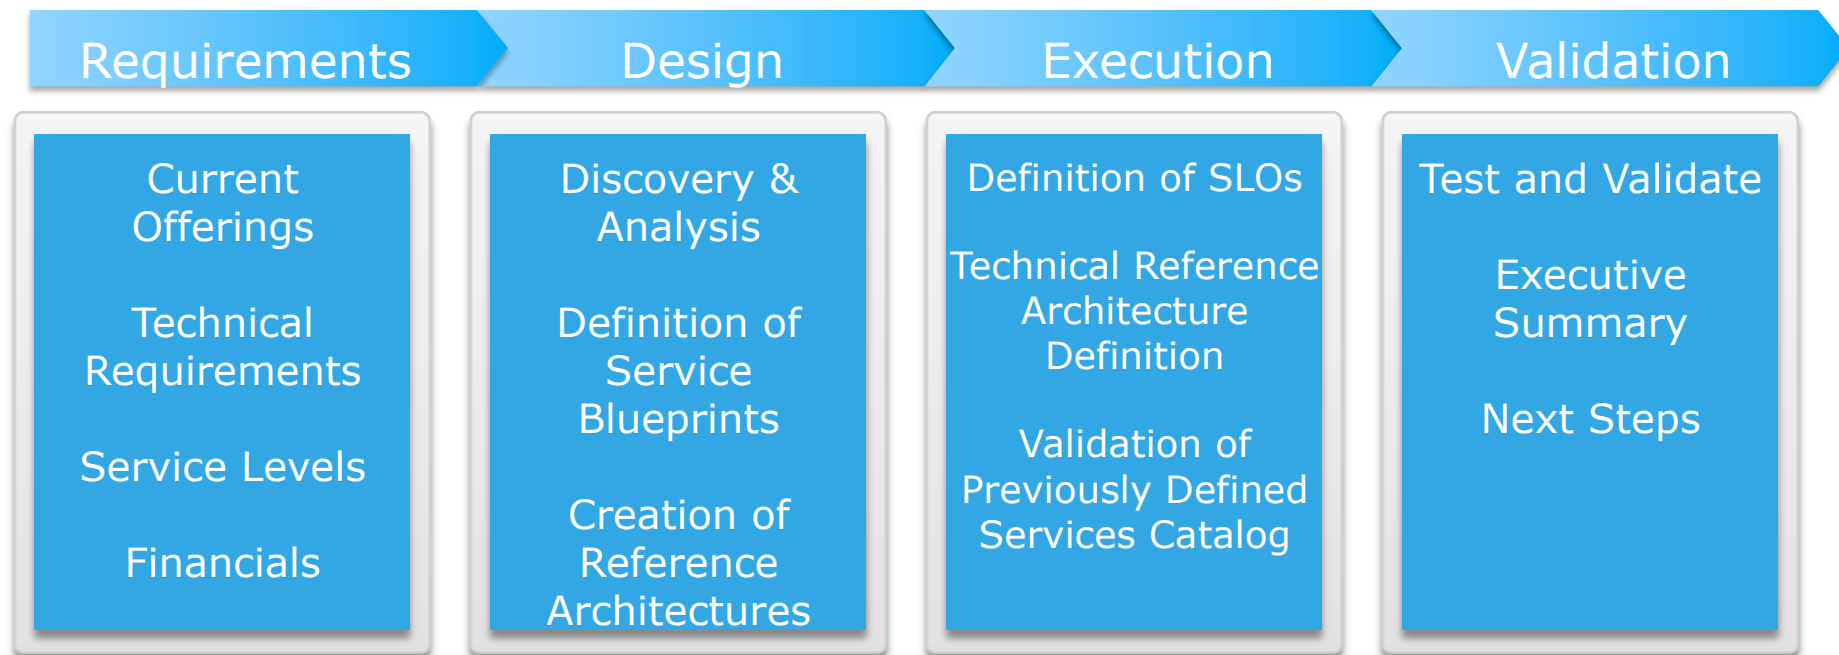 Requirements
Design
Execution
Validation
Current
Offerings
Technical
Requirements
Service Levels
Financials
Discovery &
Analysis
Definition of
Service
Blueprints
Creation of
Reference
Architectures
Definition of SLOs
Technical Reference
Architecture
Definition
Validation of
Previously Defined
Services Catalog
Test and Validate
Executive
Summary
Next Steps